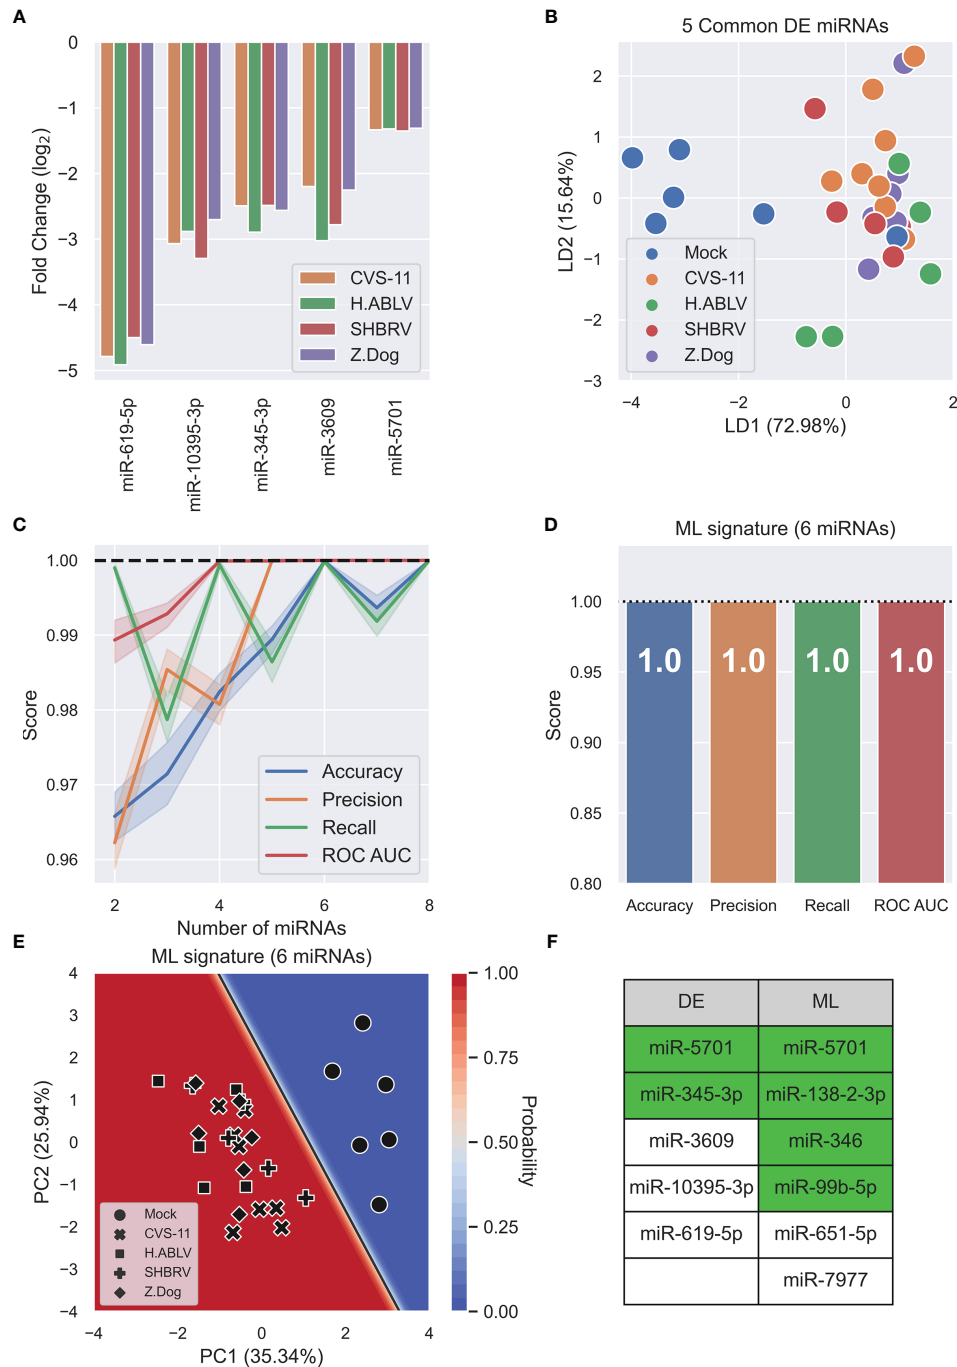 A
0
−1
−2
−3
−4
−5
Fold Change (log2)
CVS-11
H.ABLV
SHBRV
Z.Dog
miR-619-5p
miR-10395-3p
miR-345-3p
miR-3609
miR-5701
B
5 Common DE miRNAs
2
1
0
−1
−2
−3
LD2 (15.64%)
Mock
CVS-11
H.ABLV
SHBRV
Z.Dog
−4
−2
0
2
LD1 (72.98%)
C
1.00
0.99
0.98
0.97
0.96
Score
Accuracy
Precision
Recall
ROC AUC
2
4
6
8
Number of miRNAs
D
ML signature (6 miRNAs)
1.00
0.95
0.90
0.85
0.80
Score
1.0
1.0
1.0
1.0
Accuracy
Precision
Recall
ROC AUC
E
ML signature (6 miRNAs)
4
3
2
1
0
−1
−2
−3
−4
PC2 (25.94%)
Mock
CVS-11
H.ABLV
SHBRV
Z.Dog
−4
−2
0
2
4
PC1 (35.34%)
1.00
0.75
0.50
0.25
0.00
Probability
F
DE ML
miR-5701 miR-5701
miR-345-3p miR-138-2-3p
miR-3609 miR-346
miR-10395-3p miR-99b-5p
miR-619-5p miR-651-5p
miR-7977